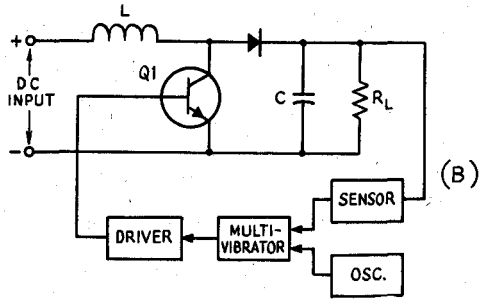 L
+
Q1
DC
INPUT
C
RL
−
(B)
SENSOR
DRIVER
MULTI-
VIBRATOR
OSC.